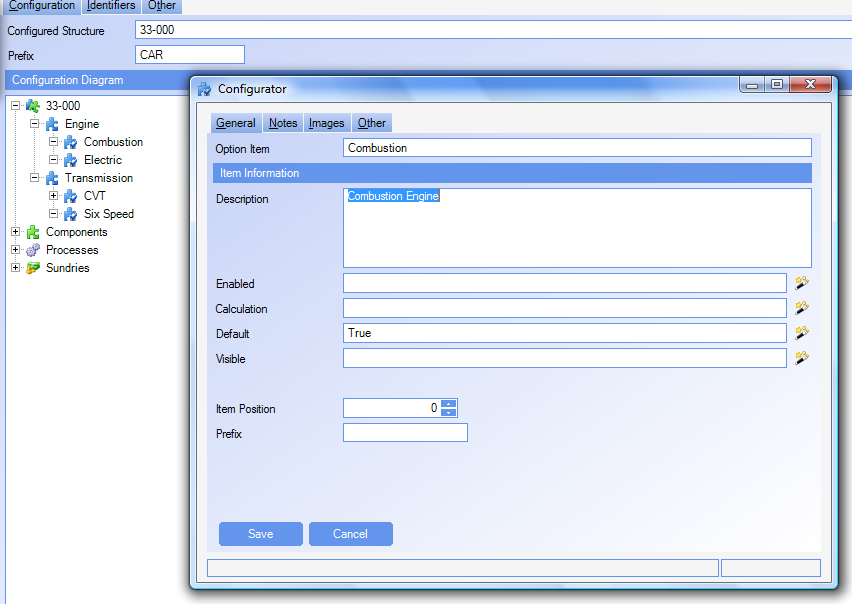 Configuration Identifiers Other
Configured Structure 33-000
Prefix CAR
Configuration Diagram
33-000
Engine
Combustion
Electric
Transmission
CVT
Six Speed
Components
Processes
Sundries
Configurator
General Notes Images Other
Option Item Combustion
Item Information
Description Combustion Engine
Enabled
Calculation
Default True
Visible
Item Position 0
Prefix
Save Cancel